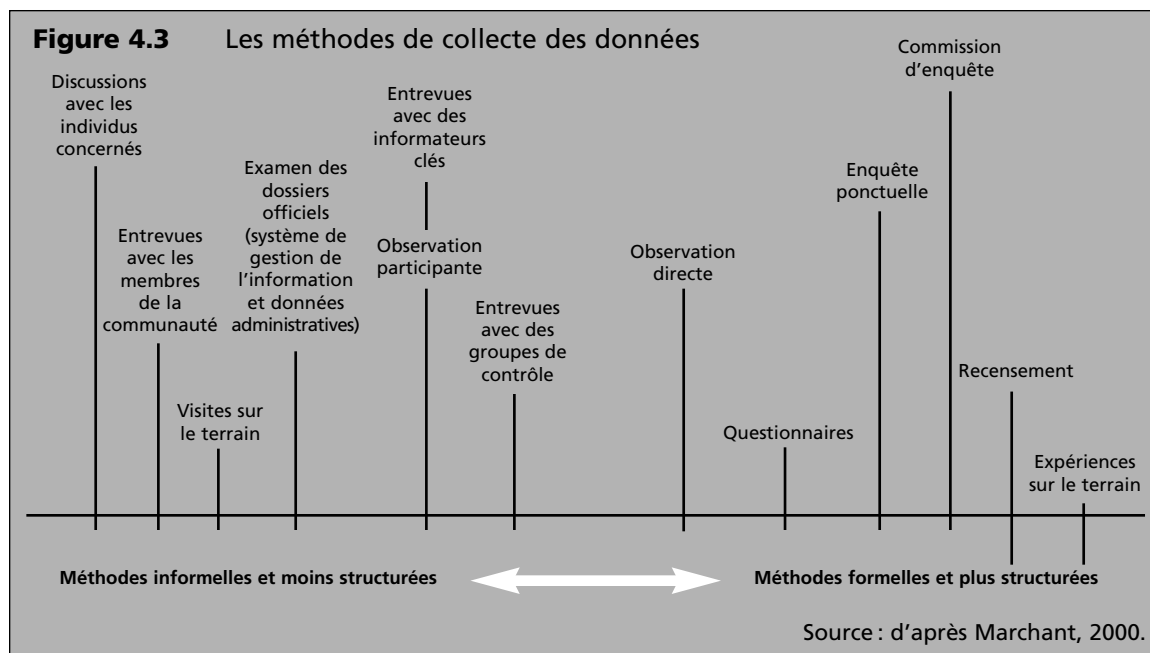 Figure 4.3 Les méthodes de collecte des données
Discussions
avec les
individus
concernés
Entrevues
avec les
membres
de la
communauté
Visites sur
le terrain
Examen des
dossiers
officiels
(système de
gestion de
l'information
et données
administratives)
Entrevues
avec des
informateurs
clés
Observation
participante
Entrevues
avec des
groupes de
contrôle
Observation
directe
Questionnaires
Enquête
ponctuelle
Commission
d'enquête
Recensement
Expériences
sur le terrain
Méthodes informelles et moins structurées
Méthodes formelles et plus structurées
Source : d'après Marchant, 2000.